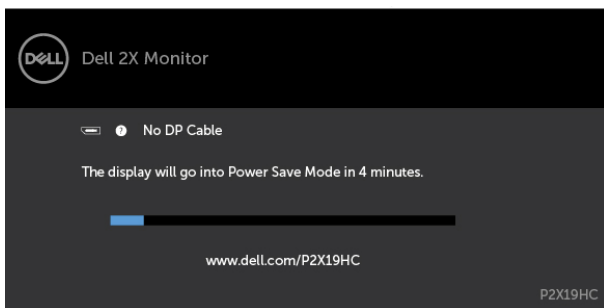 DELL
Dell 2X Monitor
? No DP Cable
The display will go into Power Save Mode in 4 minutes.
www.dell.com/P2X19HC
P2X19HC